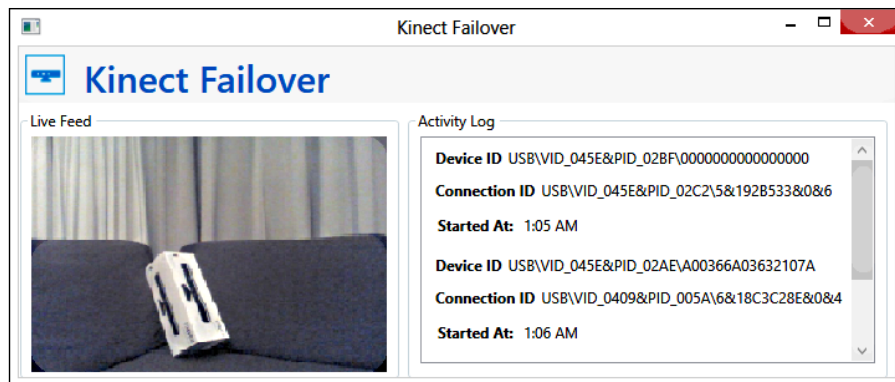 Kinect Failover
Kinect Failover
Live Feed
Activity Log
Device ID USB\VID_045E&PID_02BF\0000000000000000
Connection ID USB\VID_045E&PID_02C2\5&192B533&0&6
Started At: 1:05 AM
Device ID USB\VID_045E&PID_02AE\A00366A03632107A
Connection ID USB\VID_0409&PID_005A\6&18C3C28E&0&4
Started At: 1:06 AM